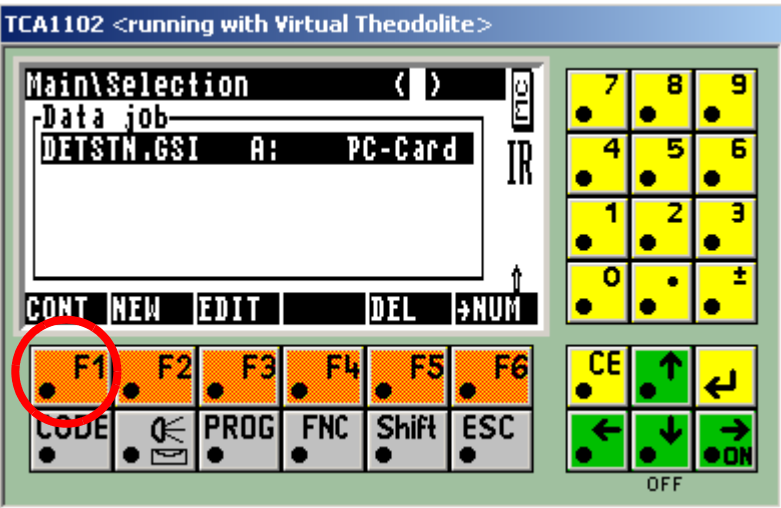 TCA1102 <running with Virtual Theodolite>
Main\Selection ( )
MC
Data job
DETSTN.GSI A: PC-Card
IR
CONT NEW EDIT DEL →NUM
F1 F2 F3 F4 F5 F6
CODE PROG FNC Shift ESC
7 8 9
4 5 6
1 2 3
0 . ±
CE ↑ ↵
← ↓ → ON
OFF